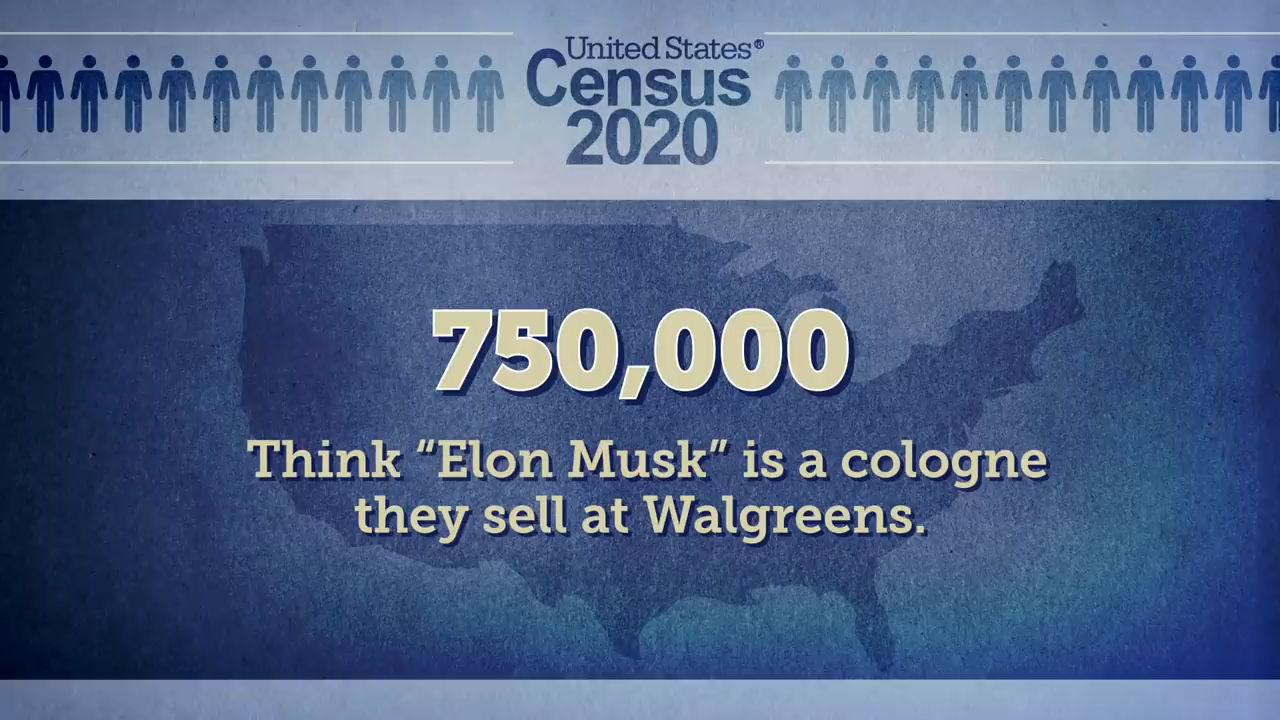 United States®
Census
2020
750,000
Think “Elon Musk” is a cologne
they sell at Walgreens.